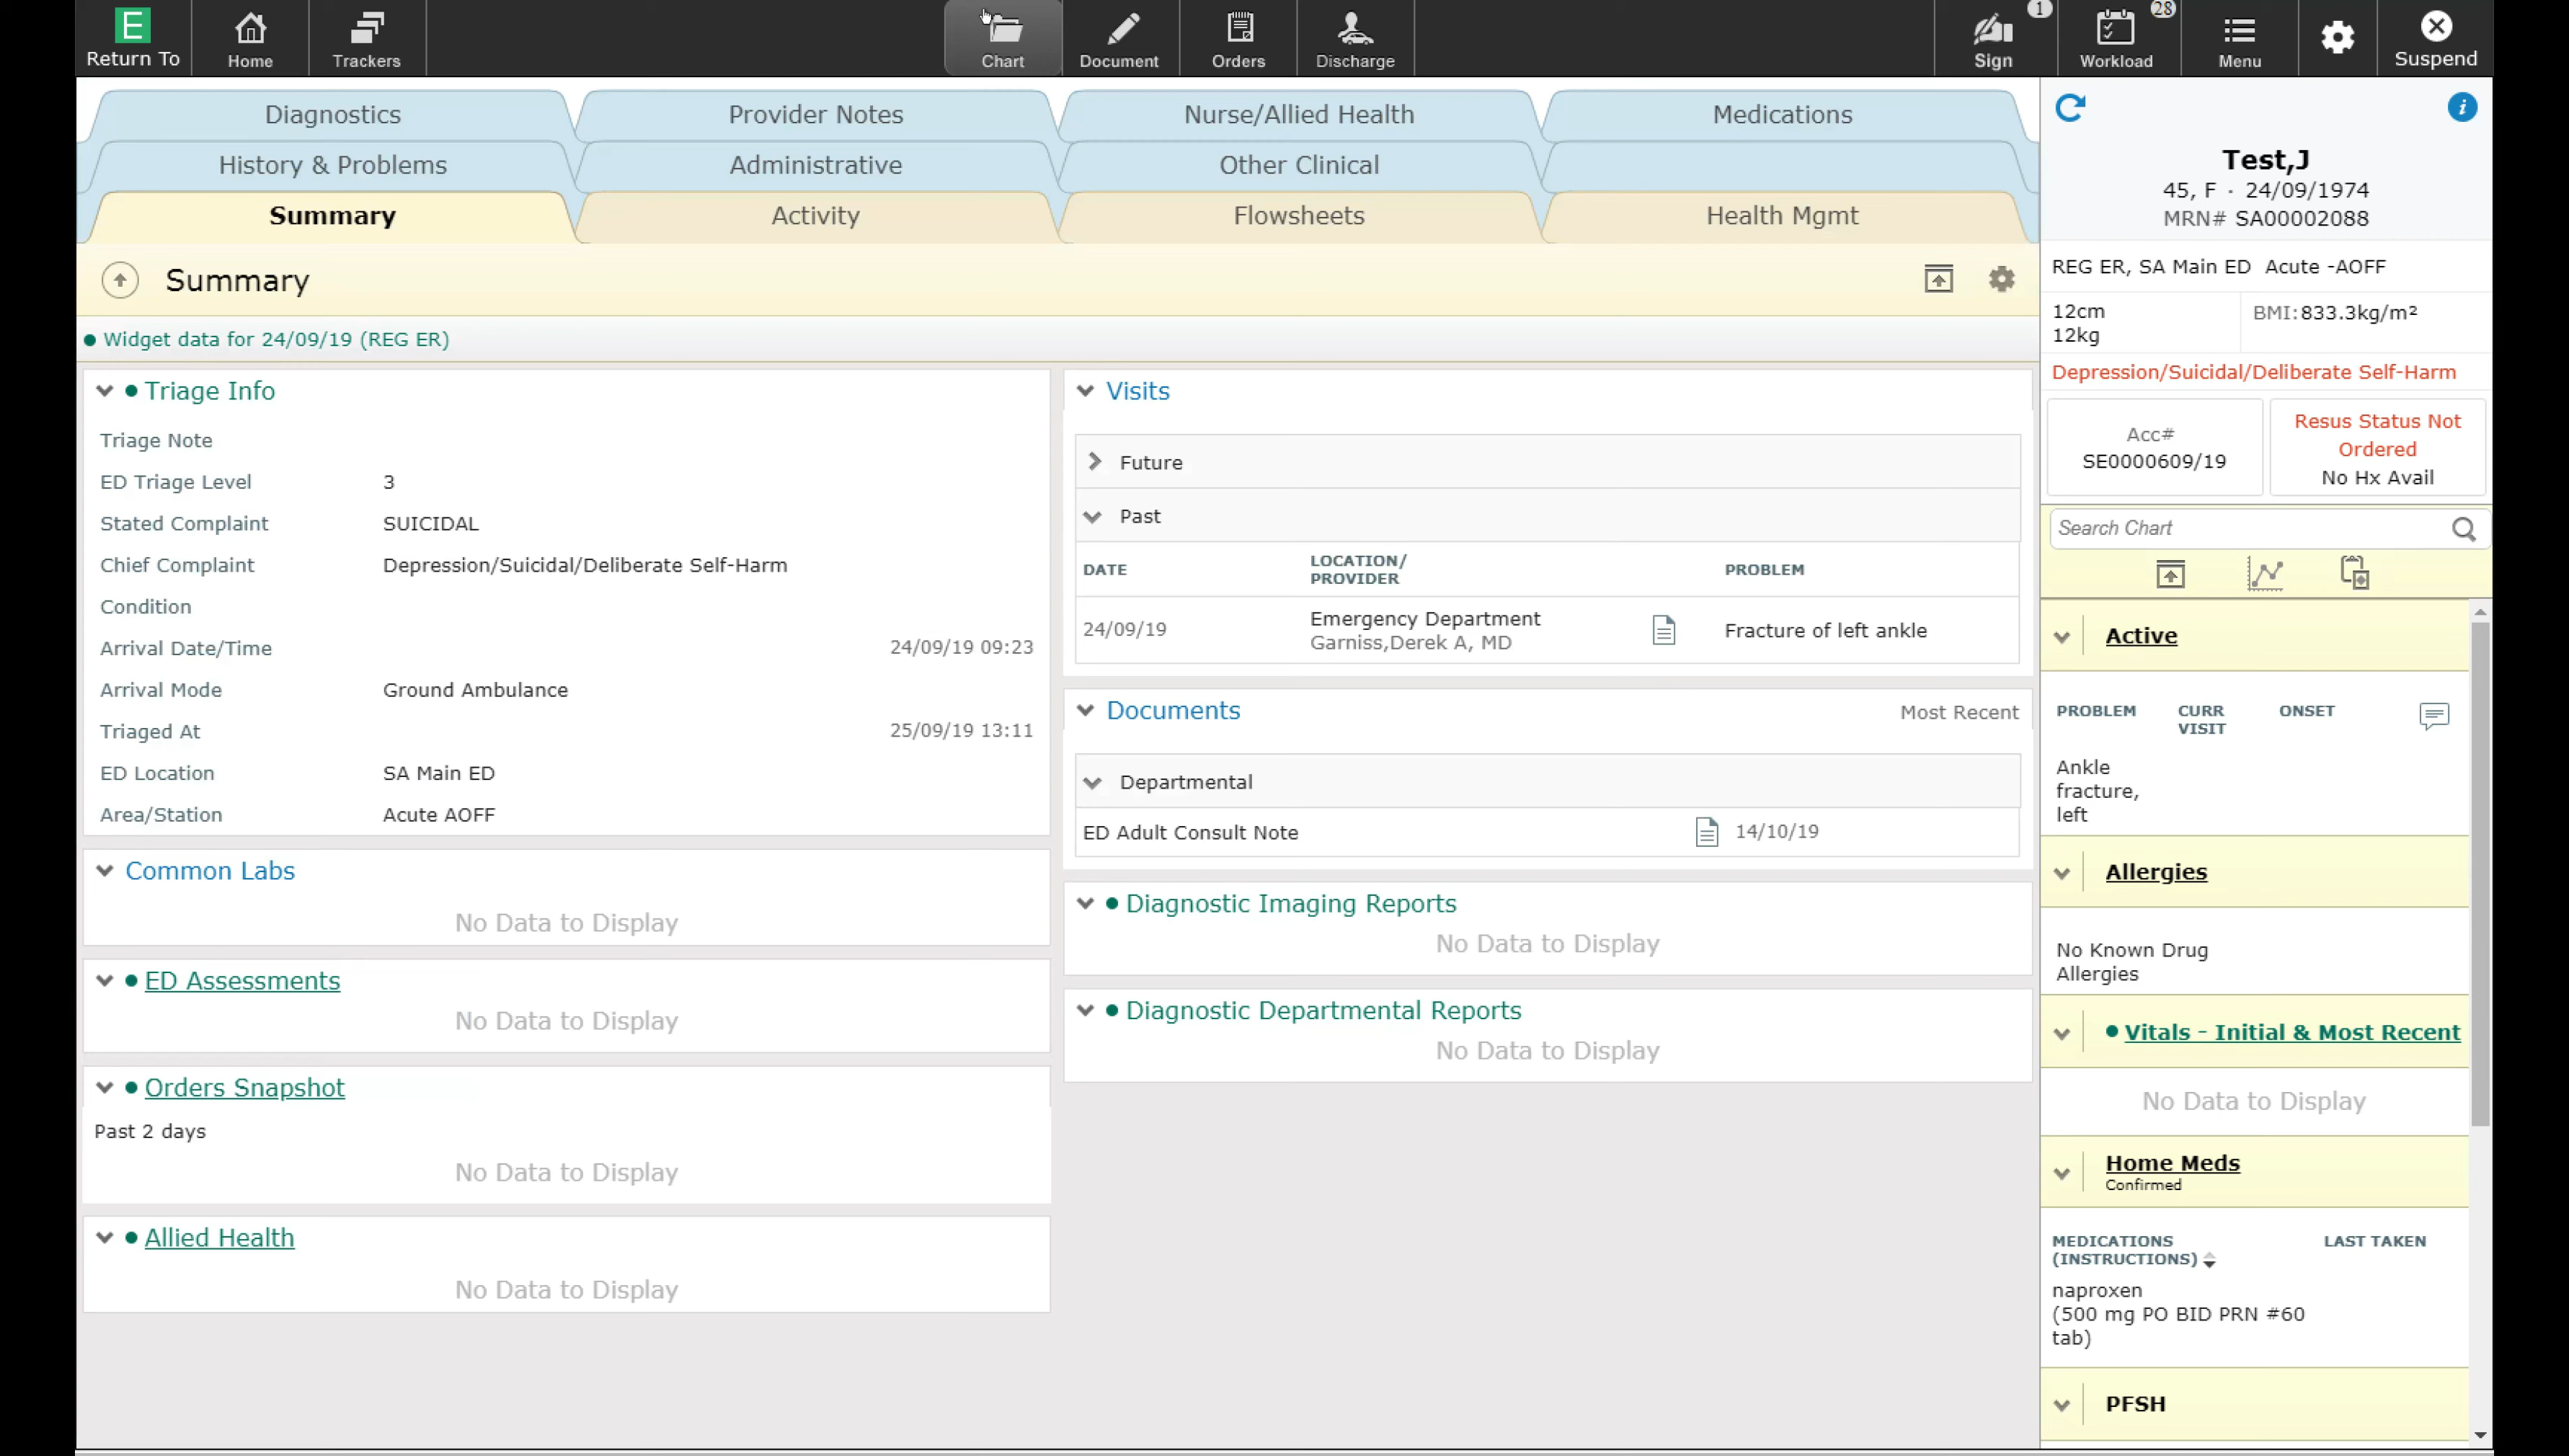 E
Return To
Home
Trackers
Chart
Document
Orders
Discharge
1
Sign
28
Workload
Menu
Suspend
Diagnostics
Provider Notes
Nurse/Allied Health
Medications
History & Problems
Administrative
Other Clinical
Summary
Activity
Flowsheets
Health Mgmt
Summary
Widget data for 24/09/19 (REG ER)
Triage Info
Triage Note
ED Triage Level 3
Stated Complaint SUICIDAL
Chief Complaint Depression/Suicidal/Deliberate Self-Harm
Condition
Arrival Date/Time 24/09/19 09:23
Arrival Mode Ground Ambulance
Triaged At 25/09/19 13:11
ED Location SA Main ED
Area/Station Acute AOFF
Common Labs
No Data to Display
ED Assessments
No Data to Display
Orders Snapshot
Past 2 days
No Data to Display
Allied Health
No Data to Display
Visits
Future
Past
DATE LOCATION/ PROBLEM
PROVIDER
24/09/19 Emergency Department Fracture of left ankle
Garniss,Derek A, MD
Documents Most Recent
Departmental
ED Adult Consult Note 14/10/19
Diagnostic Imaging Reports
No Data to Display
Diagnostic Departmental Reports
No Data to Display
i
Test,J
45, F · 24/09/1974
MRN# SA00002088
REG ER, SA Main ED Acute -AOFF
12cm BMI:833.3kg/m²
12kg
Depression/Suicidal/Deliberate Self-Harm
Acc#
SE0000609/19
Resus Status Not
Ordered
No Hx Avail
Search Chart
Active
PROBLEM CURR ONSET
VISIT
Ankle
fracture,
left
Allergies
No Known Drug
Allergies
Vitals - Initial & Most Recent
No Data to Display
Home Meds
Confirmed
MEDICATIONS LAST TAKEN
(INSTRUCTIONS)
naproxen
(500 mg PO BID PRN #60
tab)
PFSH